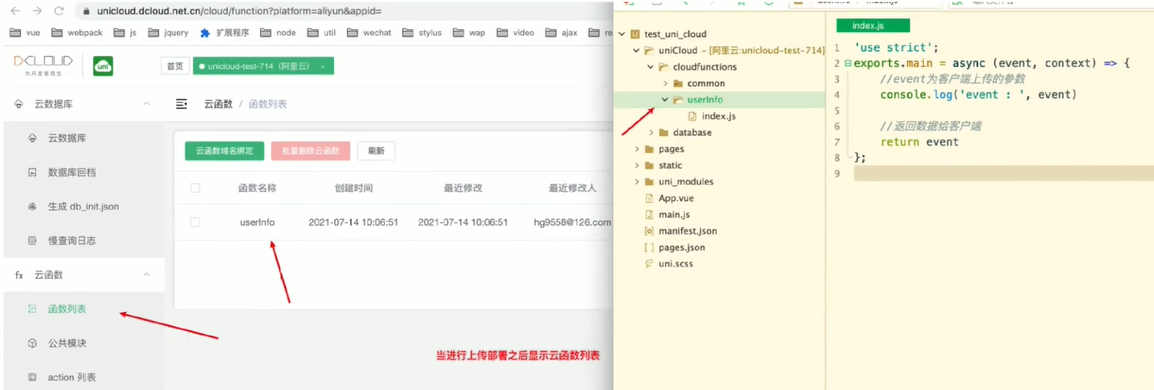 unicloud.dcloud.net.cn/cloud/function?platform=aliyun&appid=
vue
webpack
js
jquery
扩展程序
node
util
es6
wechat
stylus
wap
video
ajax
re
DCLOUD
为开发者而生
uni
首页
unicloud-test-714（阿里云）
云数据库
云函数 / 函数列表
云数据库
数据库回档
生成 db_init.json
慢查询日志
fx 云函数
函数列表
公共模块
action 列表
云函数域名绑定
批量删除云函数
刷新
函数名称
创建时间
最近修改
最近修改人
userInfo
2021-07-14 10:06:51
2021-07-14 10:06:51
hg9558@126.com
当进行上传部署之后显示云函数列表
test_uni_cloud
uniCloud - [阿里云:unicloud-test-714]
cloudfunctions
common
userInfo
index.js
database
pages
static
uni_modules
App.vue
main.js
manifest.json
pages.json
uni.scss
index.js
1 'use strict';
2 exports.main = async (event, context) => {
3 //event为客户端上传的参数
4 console.log('event : ', event)
5
6 //返回数据给客户端
7 return event
8 };
9